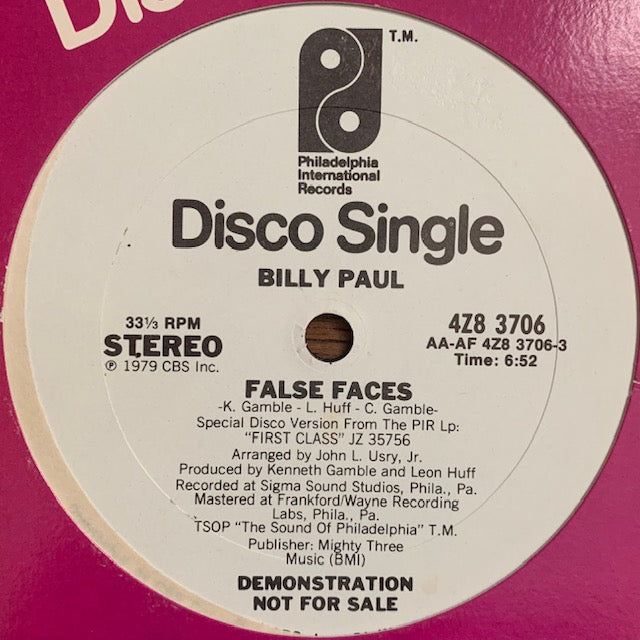 Di
T.M.
Philadelphia
International
Records
Disco Single
BILLY PAUL
33⅓ RPM
STEREO
℗ 1979 CBS Inc.
4Z8 3706
AA-AF 4Z8 3706-3
Time: 6:52
FALSE FACES
-K. Gamble - L. Huff - C. Gamble-
Special Disco Version From The PIR Lp:
"FIRST CLASS" JZ 35756
Arranged by John L. Usry, Jr.
Produced by Kenneth Gamble and Leon Huff
Recorded at Sigma Sound Studios, Phila., Pa.
Mastered at Frankford/Wayne Recording
Labs, Phila., Pa.
TSOP "The Sound Of Philadelphia" T.M.
Publisher: Mighty Three
Music (BMI)
DEMONSTRATION
NOT FOR SALE